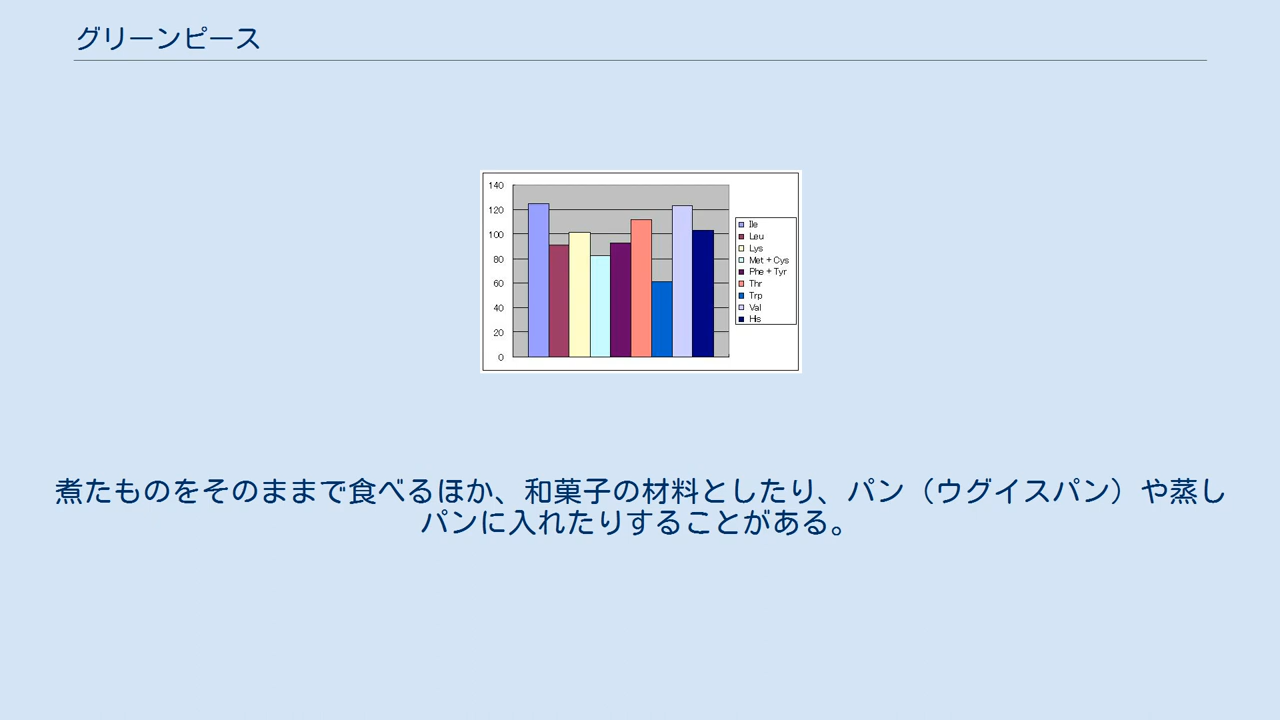 グリーンピース
140
120
100
80
60
40
20
0
Ile
Leu
Lys
Met + Cys
Phe + Tyr
Thr
Trp
Val
His
煮たものをそのままで食べるほか、和菓子の材料としたり、パン（ウグイスパン）や蒸し
パンに入れたりすることがある。